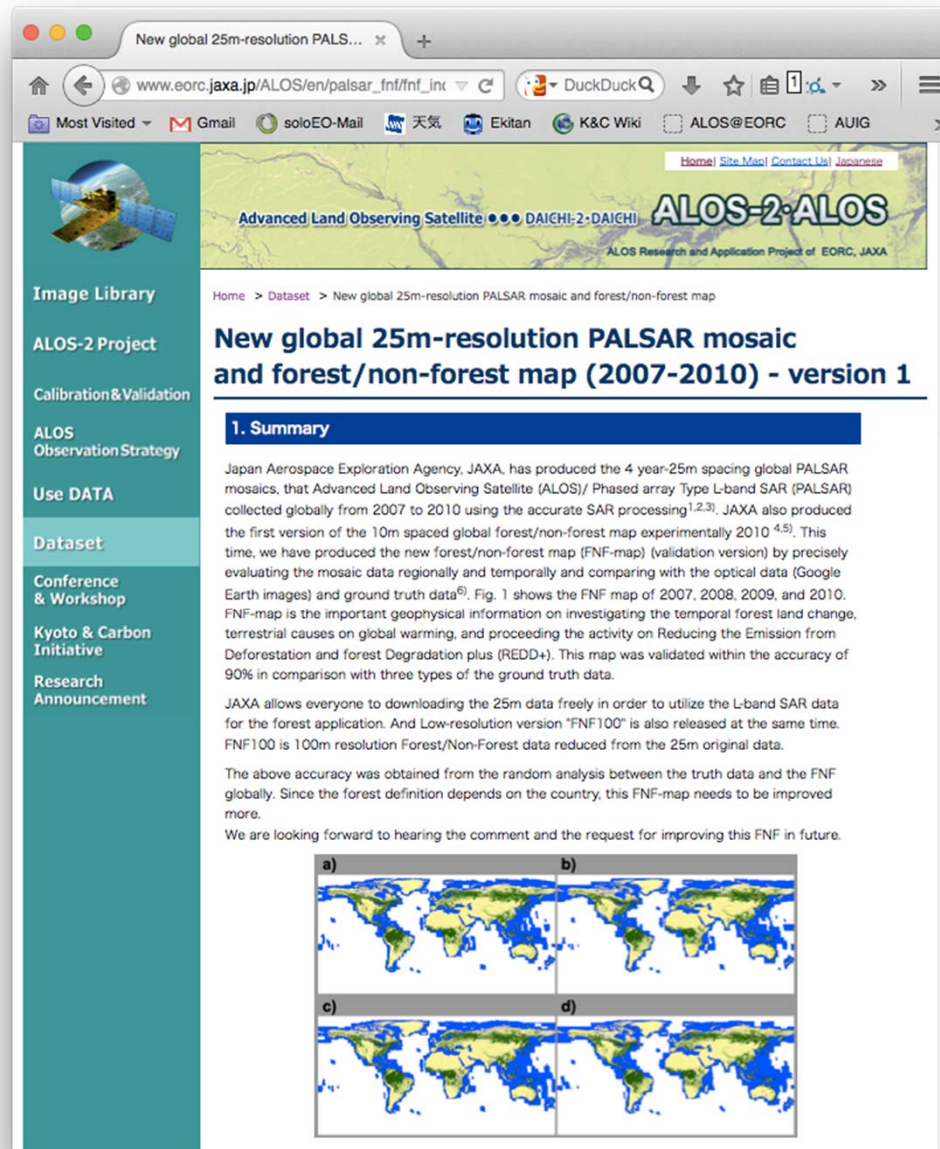 New global 25m-resolution PALS...
www.eorc.jaxa.jp/ALOS/en/palsar_fnf/fnf_inc
DuckDuck
1
Most Visited
Gmail
soloEO-Mail
天気
Ekitan
K&C Wiki
ALOS@EORC
AUIG
Home| Site Map| Contact Us| Japanese
Advanced Land Observing Satellite ●●● DAICHI-2・DAICHI ALOS-2・ALOS
ALOS Research and Application Project of EORC, JAXA
Image Library
ALOS-2 Project
Calibration&Validation
ALOS
Observation Strategy
Use DATA
Dataset
Conference
& Workshop
Kyoto & Carbon
Initiative
Research
Announcement
Home > Dataset > New global 25m-resolution PALSAR mosaic and forest/non-forest map
New global 25m-resolution PALSAR mosaic
and forest/non-forest map (2007-2010) - version 1
1. Summary
Japan Aerospace Exploration Agency, JAXA, has produced the 4 year-25m spacing global PALSAR
mosaics, that Advanced Land Observing Satellite (ALOS)/ Phased array Type L-band SAR (PALSAR)
collected globally from 2007 to 2010 using the accurate SAR processing1,2,3). JAXA also produced
the first version of the 10m spaced global forest/non-forest map experimentally 2010 4,5). This
time, we have produced the new forest/non-forest map (FNF-map) (validation version) by precisely
evaluating the mosaic data regionally and temporally and comparing with the optical data (Google
Earth images) and ground truth data6). Fig. 1 shows the FNF map of 2007, 2008, 2009, and 2010.
FNF-map is the important geophysical information on investigating the temporal forest land change,
terrestrial causes on global warming, and proceeding the activity on Reducing the Emission from
Deforestation and forest Degradation plus (REDD+). This map was validated within the accuracy of
90% in comparison with three types of the ground truth data.
JAXA allows everyone to downloading the 25m data freely in order to utilize the L-band SAR data
for the forest application. And Low-resolution version "FNF100" is also released at the same time.
FNF100 is 100m resolution Forest/Non-Forest data reduced from the 25m original data.
The above accuracy was obtained from the random analysis between the truth data and the FNF
globally. Since the forest definition depends on the country, this FNF-map needs to be improved
more.
We are looking forward to hearing the comment and the request for improving this FNF in future.
a)
b)
c)
d)